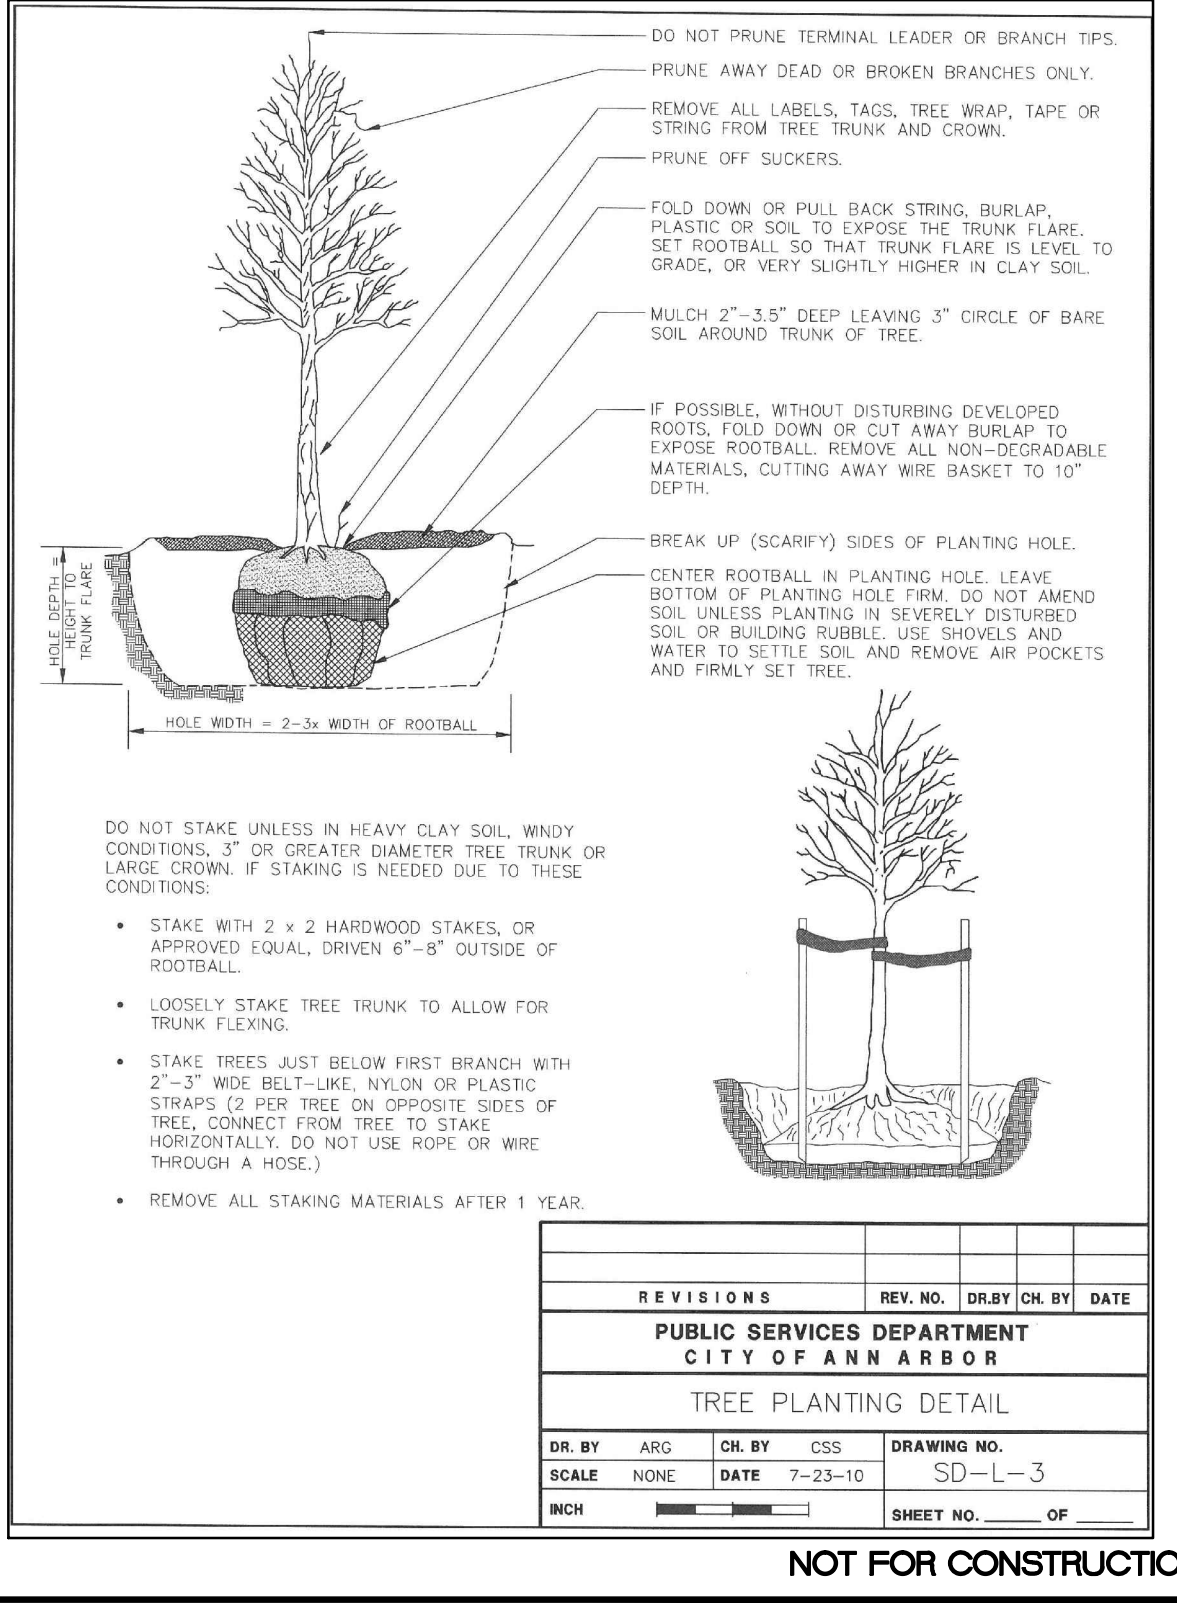 DO NOT PRUNE TERMINAL LEADER OR BRANCH TIPS.
PRUNE AWAY DEAD OR BROKEN BRANCHES ONLY.
REMOVE ALL LABELS, TAGS, TREE WRAP, TAPE OR
STRING FROM TREE TRUNK AND CROWN.
PRUNE OFF SUCKERS.
FOLD DOWN OR PULL BACK STRING, BURLAP,
PLASTIC OR SOIL TO EXPOSE THE TRUNK FLARE.
SET ROOTBALL SO THAT TRUNK FLARE IS LEVEL TO
GRADE, OR VERY SLIGHTLY HIGHER IN CLAY SOIL.
MULCH 2"-3.5" DEEP LEAVING 3" CIRCLE OF BARE
SOIL AROUND TRUNK OF TREE.
IF POSSIBLE, WITHOUT DISTURBING DEVELOPED
ROOTS, FOLD DOWN OR CUT AWAY BURLAP TO
EXPOSE ROOTBALL. REMOVE ALL NON-DEGRADABLE
MATERIALS, CUTTING AWAY WIRE BASKET TO 10"
DEPTH.
BREAK UP (SCARIFY) SIDES OF PLANTING HOLE.
CENTER ROOTBALL IN PLANTING HOLE. LEAVE
BOTTOM OF PLANTING HOLE FIRM. DO NOT AMEND
SOIL UNLESS PLANTING IN SEVERELY DISTURBED
SOIL OR BUILDING RUBBLE. USE SHOVELS AND
WATER TO SETTLE SOIL AND REMOVE AIR POCKETS
AND FIRMLY SET TREE.
HOLE DEPTH =
HEIGHT TO
TRUNK FLARE
HOLE WIDTH = 2-3x WIDTH OF ROOTBALL
DO NOT STAKE UNLESS IN HEAVY CLAY SOIL, WINDY
CONDITIONS, 3" OR GREATER DIAMETER TREE TRUNK OR
LARGE CROWN. IF STAKING IS NEEDED DUE TO THESE
CONDITIONS:
• STAKE WITH 2 x 2 HARDWOOD STAKES, OR
APPROVED EQUAL, DRIVEN 6"-8" OUTSIDE OF
ROOTBALL.
• LOOSELY STAKE TREE TRUNK TO ALLOW FOR
TRUNK FLEXING.
• STAKE TREES JUST BELOW FIRST BRANCH WITH
2"-3" WIDE BELT-LIKE, NYLON OR PLASTIC
STRAPS (2 PER TREE ON OPPOSITE SIDES OF
TREE, CONNECT FROM TREE TO STAKE
HORIZONTALLY. DO NOT USE ROPE OR WIRE
THROUGH A HOSE.)
• REMOVE ALL STAKING MATERIALS AFTER 1 YEAR.
REVISIONS REV. NO. DR.BY CH. BY DATE
PUBLIC SERVICES DEPARTMENT
CITY OF ANN ARBOR
TREE PLANTING DETAIL
DR. BY ARG CH. BY CSS DRAWING NO.
SCALE NONE DATE 7-23-10 SD-L-3
INCH SHEET NO. ______ OF ______
NOT FOR CONSTRUCTIO